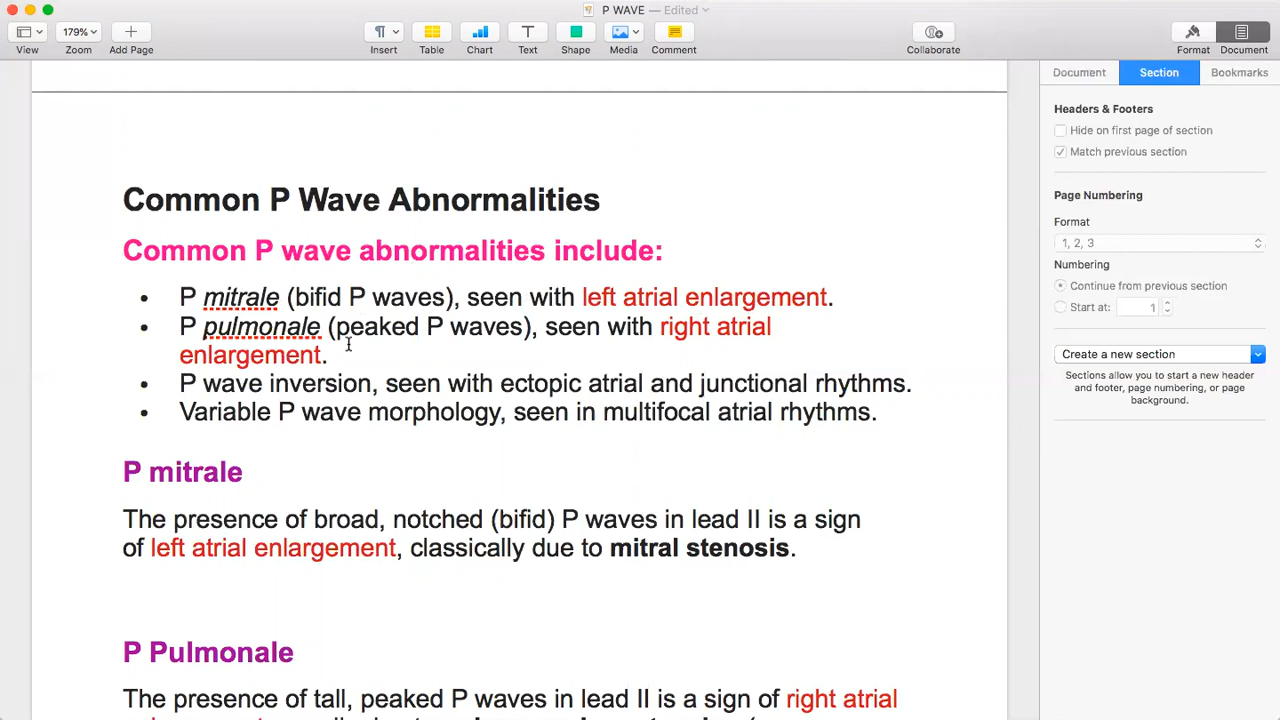 P WAVE — Edited
179%
View Zoom Add Page Insert Table Chart Text Shape Media Comment Collaborate Format Document
Common P Wave Abnormalities
Common P wave abnormalities include:
• P mitrale (bifid P waves), seen with left atrial enlargement.
• P pulmonale (peaked P waves), seen with right atrial
enlargement.
• P wave inversion, seen with ectopic atrial and junctional rhythms.
• Variable P wave morphology, seen in multifocal atrial rhythms.
P mitrale
The presence of broad, notched (bifid) P waves in lead II is a sign
of left atrial enlargement, classically due to mitral stenosis.
P Pulmonale
The presence of tall, peaked P waves in lead II is a sign of right atrial
Document Section Bookmarks
Headers & Footers
Hide on first page of section
Match previous section
Page Numbering
Format
1, 2, 3
Numbering
Continue from previous section
Start at: 1
Create a new section
Sections allow you to start a new header
and footer, page numbering, or page
background.